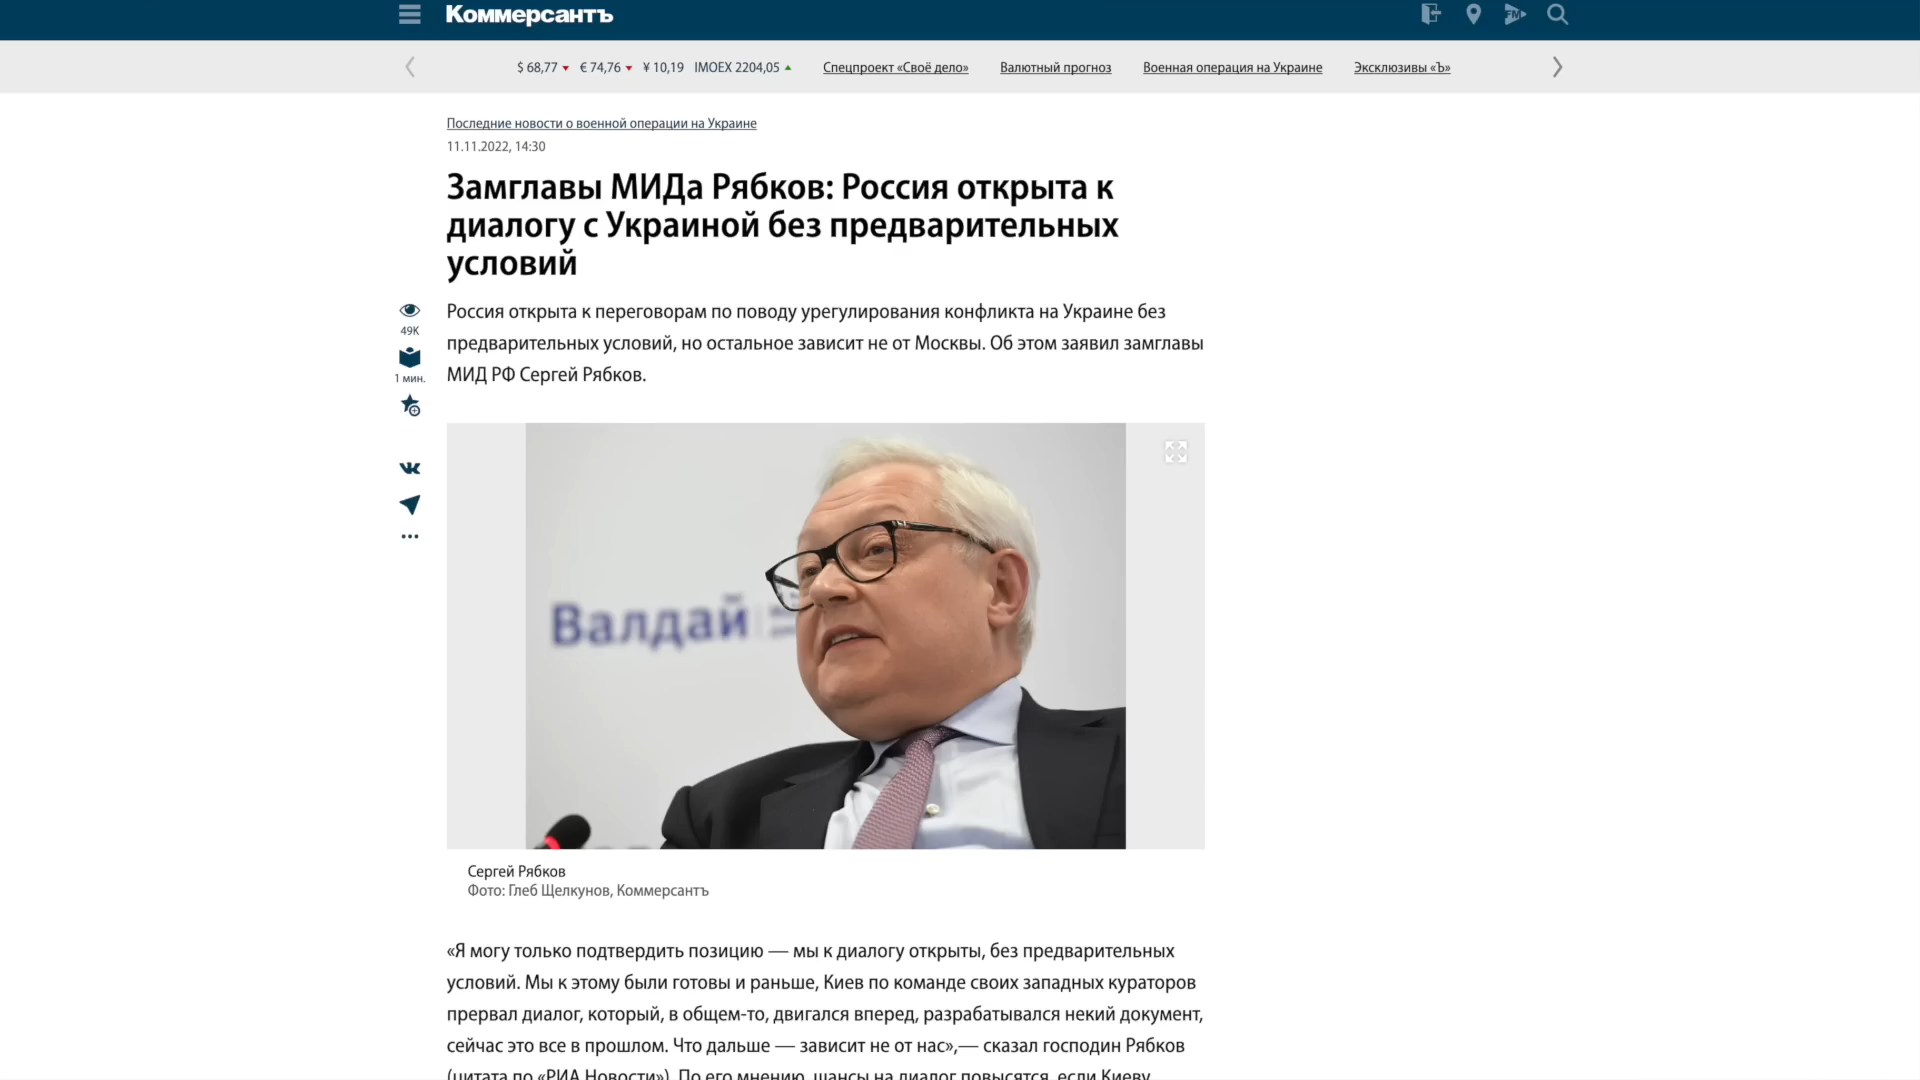 Коммерсантъ
FM
$ 68,77 € 74,76 ¥ 10,19 IMOEX 2204,05 Спецпроект «Своё дело» Валютный прогноз Военная операция на Украине Эксклюзивы «Ъ»
Последние новости о военной операции на Украине
11.11.2022, 14:30
Замглавы МИДа Рябков: Россия открыта к
диалогу с Украиной без предварительных
условий
49K
1 мин.
Россия открыта к переговорам по поводу урегулирования конфликта на Украине без
предварительных условий, но остальное зависит не от Москвы. Об этом заявил замглавы
МИД РФ Сергей Рябков.
Валдай
Сергей Рябков
Фото: Глеб Щелкунов, Коммерсантъ
«Я могу только подтвердить позицию — мы к диалогу открыты, без предварительных
условий. Мы к этому были готовы и раньше, Киев по команде своих западных кураторов
прервал диалог, который, в общем-то, двигался вперед, разрабатывался некий документ,
сейчас это все в прошлом. Что дальше — зависит не от нас»,— сказал господин Рябков
(цитата по «РИА Новости»). По его мнению, шансы на диалог повысятся, если Киеву